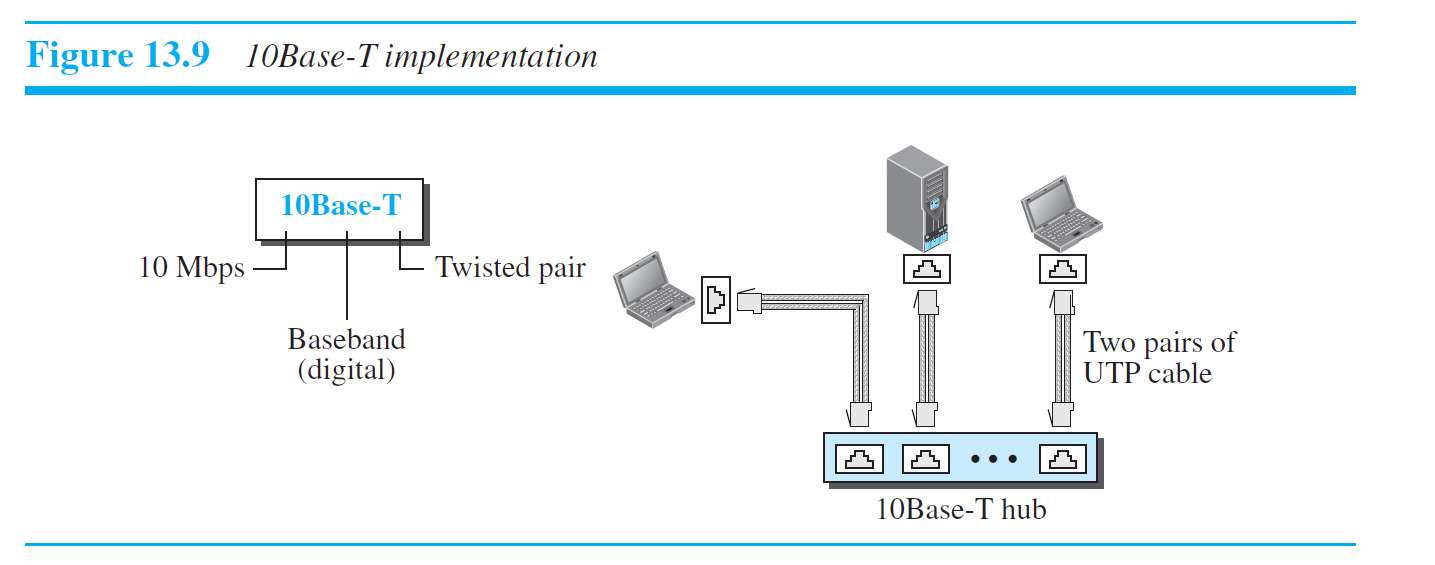 Figure 13.9 10Base-T implementation
10Base-T
10 Mbps
Twisted pair
Baseband
(digital)
Two pairs of
UTP cable
• • •
10Base-T hub